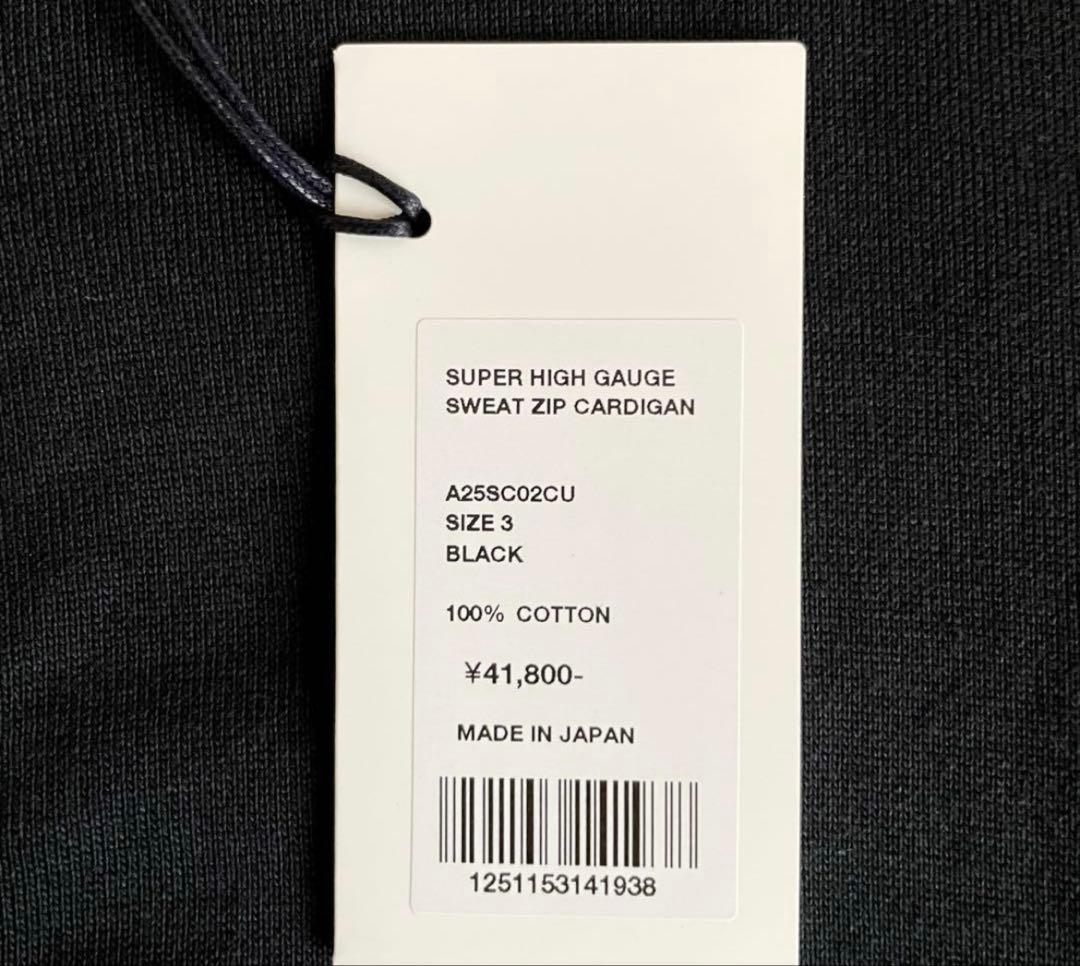 SUPER HIGH GAUGE
SWEAT ZIP CARDIGAN
A25SC02CU
SIZE 3
BLACK
100% COTTON
¥41,800-
MADE IN JAPAN
1251153141938